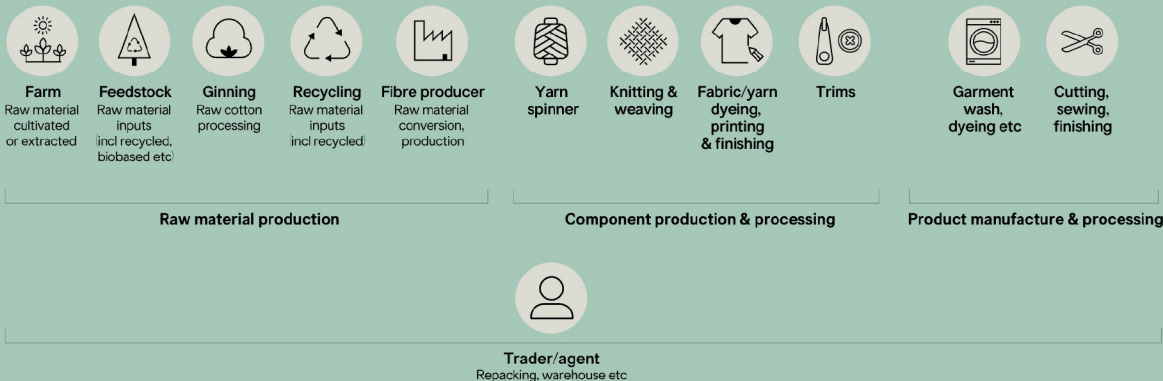 Farm
Raw material
cultivated
or extracted
Feedstock
Raw material
inputs
(incl recycled,
biobased etc)
Ginning
Raw cotton
processing
Recycling
Raw material
inputs
(incl recycled)
Fibre producer
Raw material
conversion,
production
Yarn
spinner
Knitting &
weaving
Fabric/yarn
dyeing,
printing
& finishing
Trims
Garment
wash,
dyeing etc
Cutting,
sewing,
finishing
Raw material production
Component production & processing
Product manufacture & processing
Trader/agent
Repacking, warehouse etc